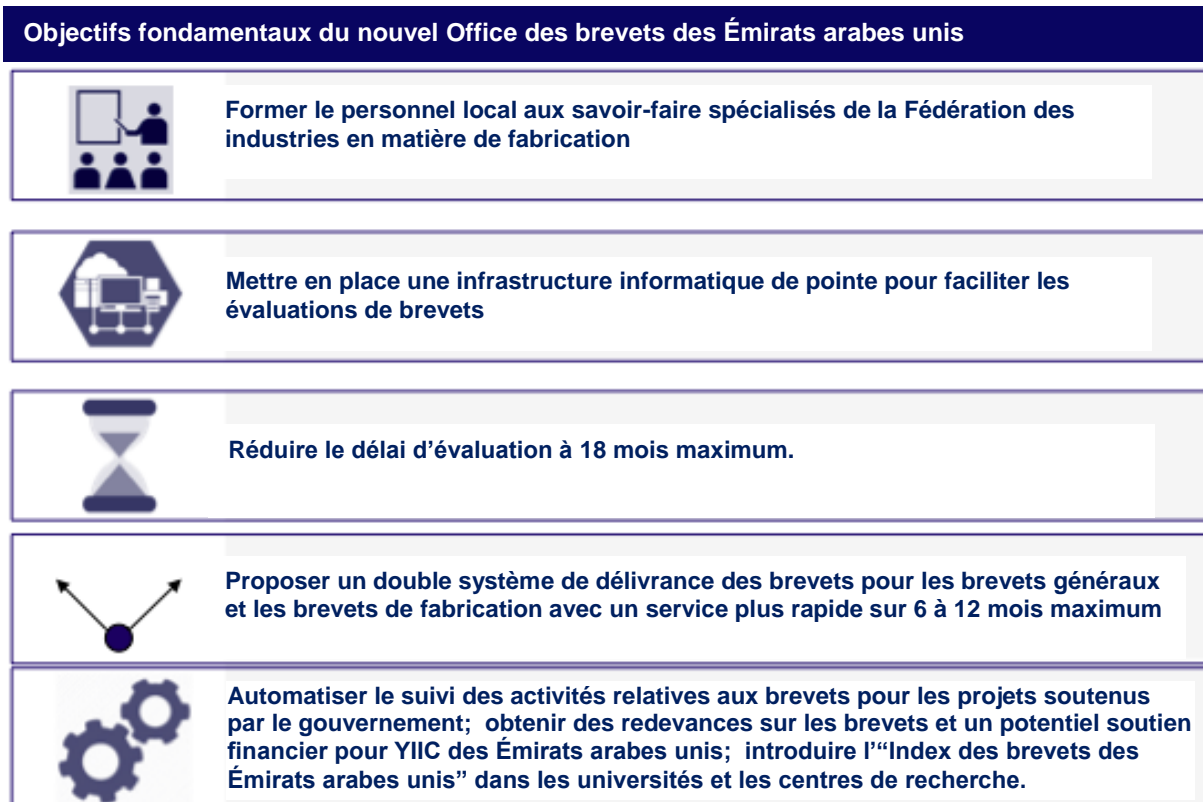 Objectifs fondamentaux du nouvel Office des brevets des Émirats arabes unis
Former le personnel local aux savoir-faire spécialisés de la Fédération des
industries en matière de fabrication
Mettre en place une infrastructure informatique de pointe pour faciliter les
évaluations de brevets
Réduire le délai d’évaluation à 18 mois maximum.
Proposer un double système de délivrance des brevets pour les brevets généraux
et les brevets de fabrication avec un service plus rapide sur 6 à 12 mois maximum
Automatiser le suivi des activités relatives aux brevets pour les projets soutenus
par le gouvernement;  obtenir des redevances sur les brevets et un potentiel soutien
financier pour YIIC des Émirats arabes unis;  introduire l’“Index des brevets des
Émirats arabes unis” dans les universités et les centres de recherche.